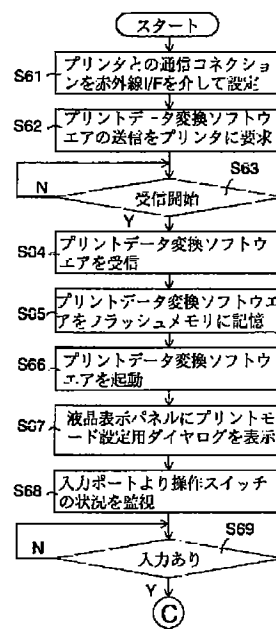 スタート
S61
プリンタとの通信コネクション
を赤外線I/Fを介して設定
S62
プリントデータ変換ソフトウ
エアの送信をプリンタに要求
S63
N
受信開始
Y
S64
プリントデータ変換ソフトウ
エアを受信
S65
プリントデータ変換ソフトウエ
アをフラッシュメモリに記憶
S66
プリントデータ変換ソフトウ
エアを起動
S67
液晶表示パネルにプリントモ
ード設定用ダイヤログを表示
S68
入力ポートより操作スイッチ
の状況を監視
S69
N
入力あり
Y
C